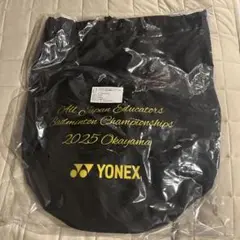 All Japan Educators
Badminton Championships
2025 Okayama
YONEX